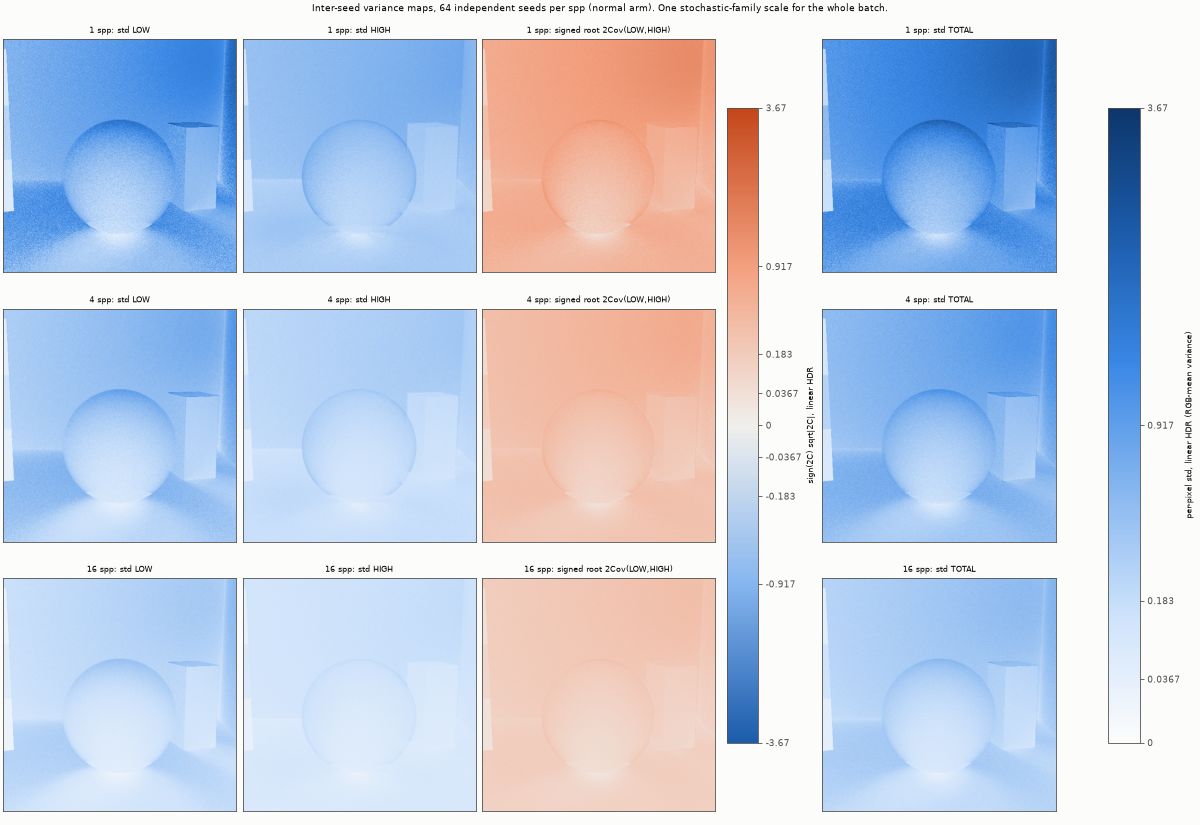 Inter-seed variance maps, 64 independent seeds per spp (normal arm). One stochastic-family scale for the whole batch.
1 spp: std LOW
1 spp: std HIGH
1 spp: signed root 2Cov(LOW,HIGH)
1 spp: std TOTAL
4 spp: std LOW
4 spp: std HIGH
4 spp: signed root 2Cov(LOW,HIGH)
4 spp: std TOTAL
16 spp: std LOW
16 spp: std HIGH
16 spp: signed root 2Cov(LOW,HIGH)
16 spp: std TOTAL
3.67
0.917
0.183
0.0367
0
-0.0367
-0.183
-0.917
-3.67
sign(2C) sqrt|2C|, linear HDR
3.67
0.917
0.183
0.0367
0
perpixel std, linear HDR (RGB-mean variance)